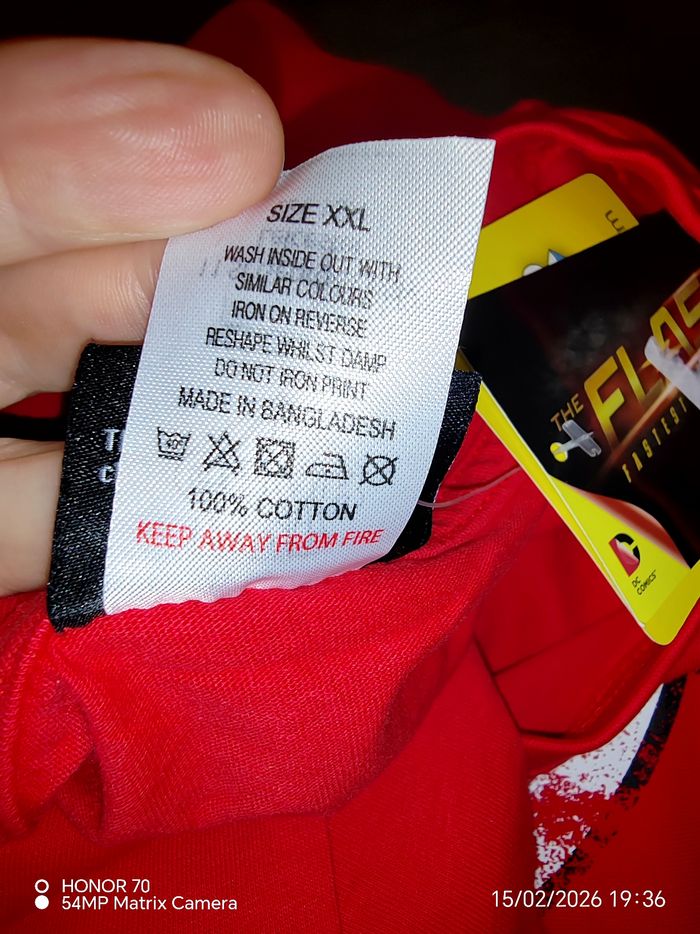 SIZE XXL
WASH INSIDE OUT WITH
SIMILAR COLOURS
IRON ON REVERSE
RESHAPE WHILST DAMP
DO NOT IRON PRINT
MADE IN BANGLADESH
100% COTTON
KEEP AWAY FROM FIRE
THE
FLAS
FASTEST
DC
COMICS™
HONOR 70
54MP Matrix Camera
15/02/2026 19:36